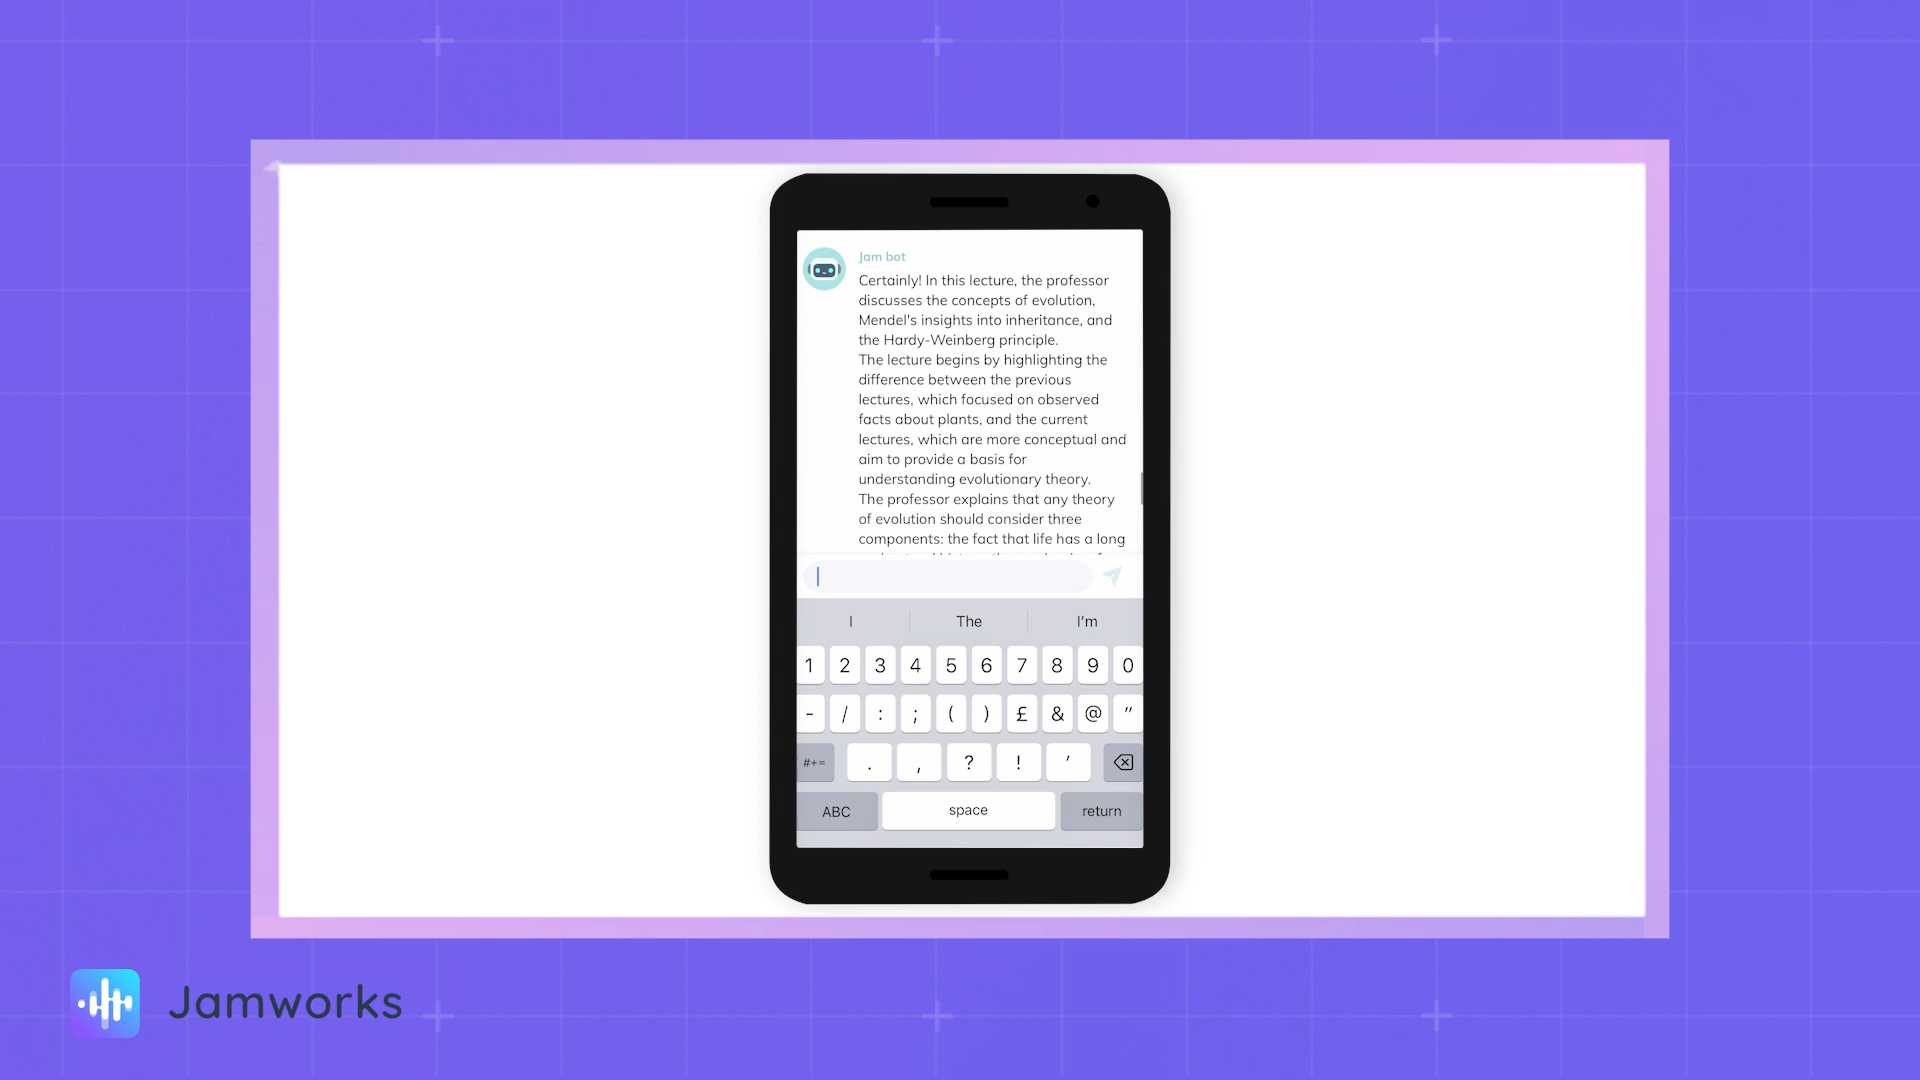 Jam bot
Certainly! In this lecture, the professor
discusses the concepts of evolution,
Mendel's insights into inheritance, and
the Hardy-Weinberg principle.
The lecture begins by highlighting the
difference between the previous
lectures, which focused on observed
facts about plants, and the current
lectures, which are more conceptual and
aim to provide a basis for
understanding evolutionary theory.
The professor explains that any theory
of evolution should consider three
components: the fact that life has a long
I The I'm
1 2 3 4 5 6 7 8 9 0
- / : ; ( ) £ & @ "
#+= . , ? ! '
ABC space return
Jamworks